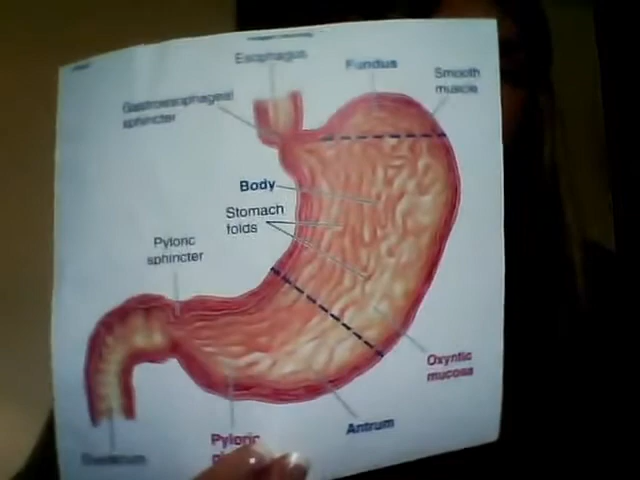 Esophagus
Fundus
Smooth
muscle
Gastroesophageal
sphincter
Body
Stomach
folds
Pyloric
sphincter
Oxyntic
mucosa
Antrum
Pyloric
Duodenum